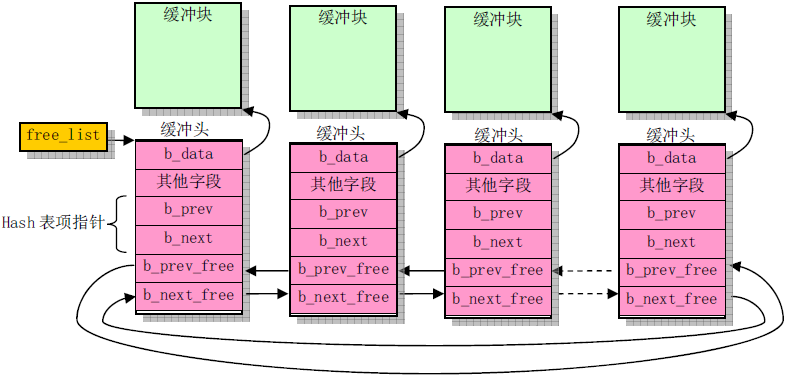 缓冲块
缓冲块
缓冲块
缓冲块
free_list
缓冲头
缓冲头
缓冲头
缓冲头
b_data
b_data
b_data
b_data
其他字段
其他字段
其他字段
其他字段
Hash 表项指针
b_prev
b_prev
b_prev
b_prev
b_next
b_next
b_next
b_next
b_prev_free
b_prev_free
b_prev_free
b_prev_free
b_next_free
b_next_free
b_next_free
b_next_free